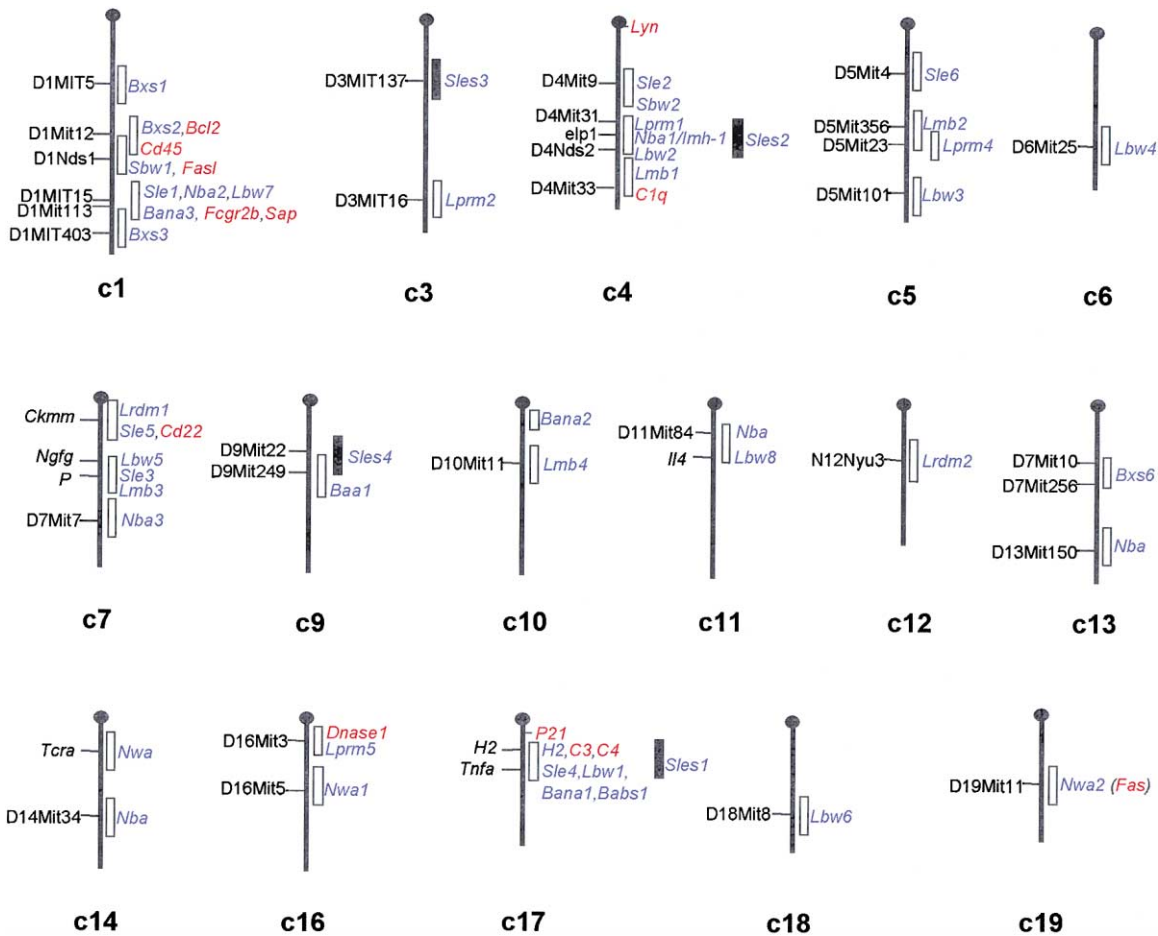 D1MIT5
Bxs1
D1Mit12
Bxs2,Bcl2
Cd45
D1Nds1
Sbw1, Fasl
D1MIT15
Sle1,Nba2,Lbw7
D1Mit113
Bana3, Fcgr2b,Sap
D1MIT403
Bxs3
c1
D3MIT137
Sles3
D3MIT16
Lprm2
c3
Lyn
D4Mit9
Sle2
Sbw2
D4Mit31
Lprm1
elp1
Nba1/Imh-1
Sles2
D4Nds2
Lbw2
Lmb1
D4Mit33
C1q
c4
D5Mit4
Sle6
D5Mit356
Lmb2
D5Mit23
Lprm4
D5Mit101
Lbw3
c5
D6Mit25
Lbw4
c6
Ckmm
Lrdm1
Sle5,Cd22
Ngfg
Lbw5
P
Sle3
Lmb3
D7Mit7
Nba3
c7
D9Mit22
Sles4
D9Mit249
Baa1
c9
Bana2
D10Mit11
Lmb4
c10
D11Mit84
Nba
Il4
Lbw8
c11
N12Nyu3
Lrdm2
c12
D7Mit10
Bxs6
D7Mit256
D13Mit150
Nba
c13
Tcra
Nwa
D14Mit34
Nba
c14
D16Mit3
Dnase1
Lprm5
D16Mit5
Nwa1
c16
P21
H2
H2,C3,C4
Tnfa
Sle4,Lbw1,
Bana1,Babs1
Sles1
c17
D18Mit8
Lbw6
c18
D19Mit11
Nwa2 (Fas)
c19